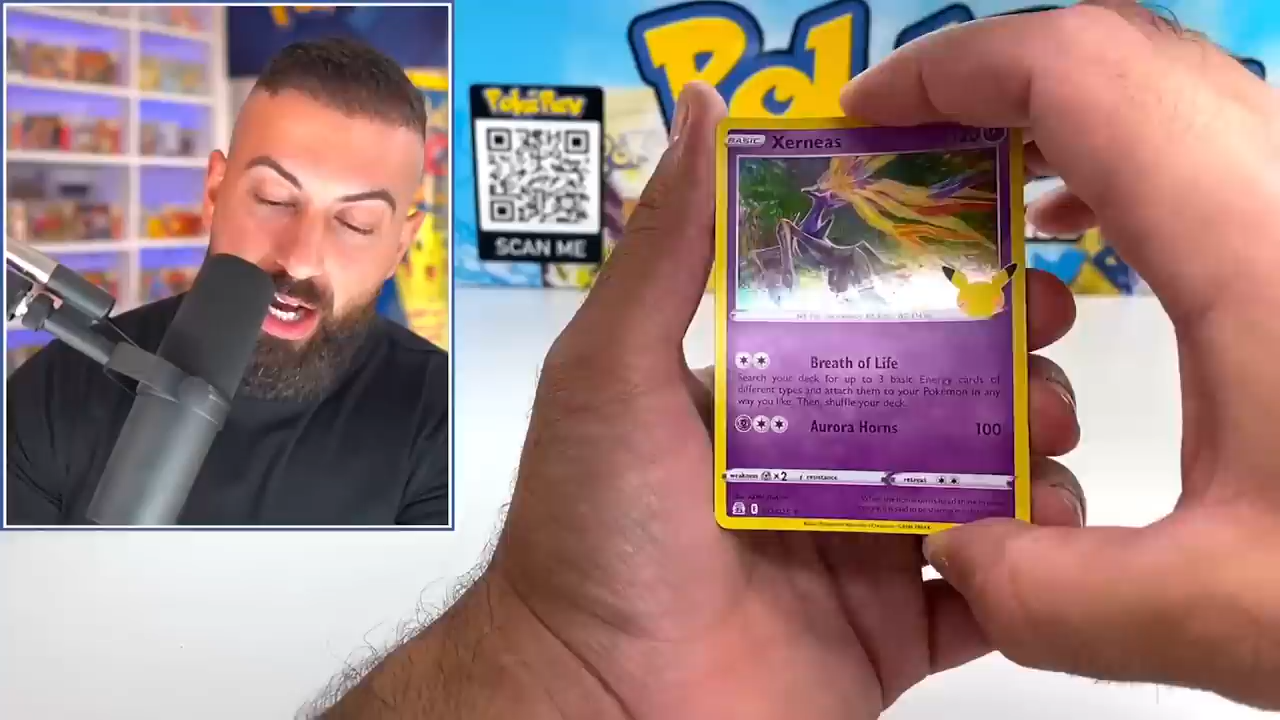 PokéRev
SCAN ME
BASIC Xerneas
Breath of Life
Search your deck for up to 3 basic Energy cards of
different types and attach them to your Pokémon in any
way you like. Then, shuffle your deck.
Aurora Horns 100
weakness ×2 resistance retreat